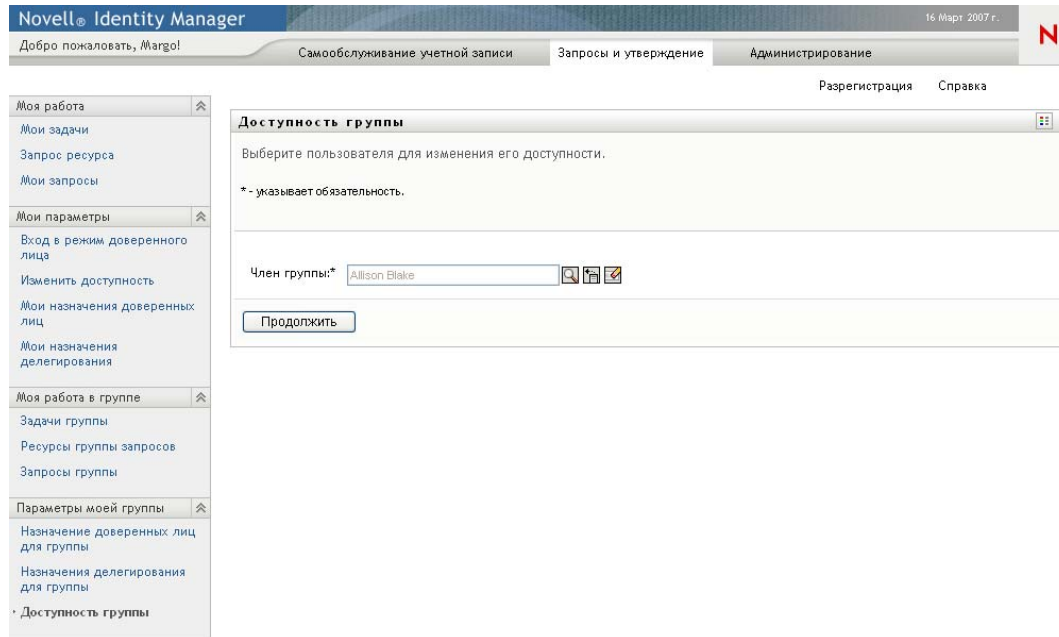 Novell® Identity Manager
16 Март 2007 г.
N
Добро пожаловать, Margo!
Самообслуживание учетной записи
Запросы и утверждение
Администрирование
Разрегистрация
Справка
Моя работа
Мои задачи
Запрос ресурса
Мои запросы
Мои параметры
Вход в режим доверенного
лица
Изменить доступность
Мои назначения доверенных
лиц
Мои назначения
делегирования
Моя работа в группе
Задачи группы
Ресурсы группы запросов
Запросы группы
Параметры моей группы
Назначение доверенных лиц
для группы
Назначения делегирования
для группы
Доступность группы
Доступность группы
Выберите пользователя для изменения его доступности.
* - указывает обязательность.
Член группы:*
Allison Blake
Продолжить